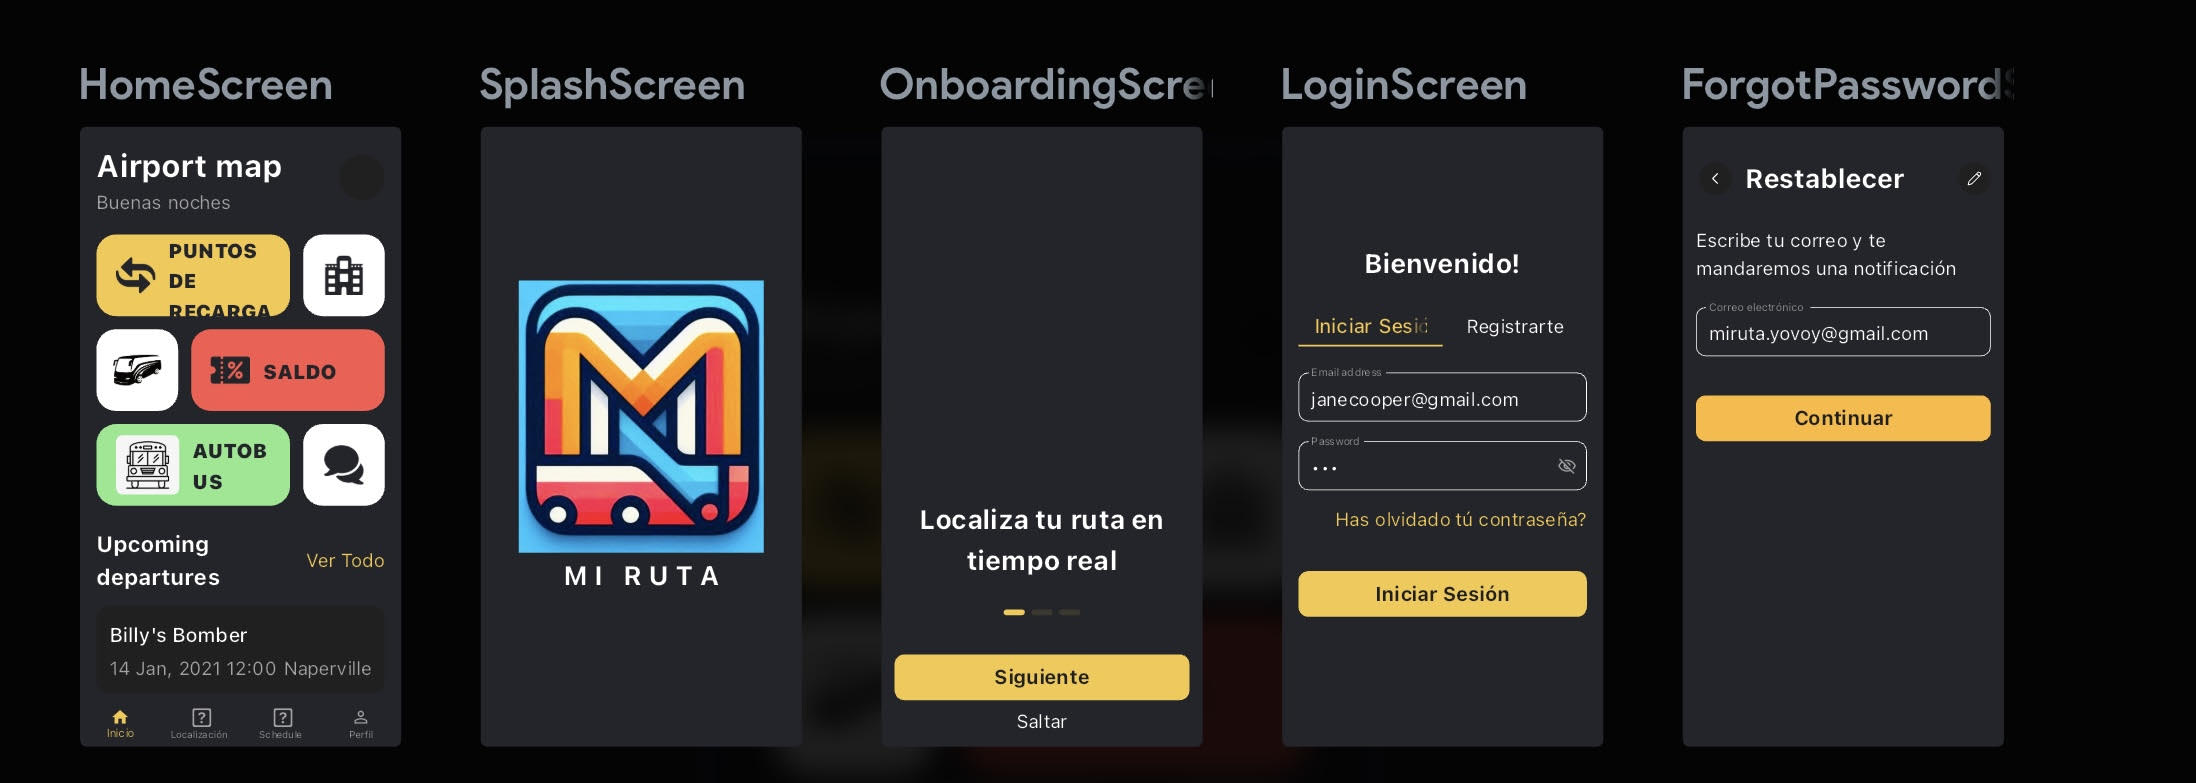 HomeScreen
Airport map
Buenas noches
PUNTOS
DE
RECARGA
SALDO
AUTOB
US
Upcoming
departures
Ver Todo
Billy's Bomber
14 Jan, 2021 12:00 Naperville
Inicio
Localización
Schedule
Perfil
SplashScreen
MI RUTA
OnboardingScre
Localiza tu ruta en
tiempo real
Siguiente
Saltar
LoginScreen
Bienvenido!
Iniciar Sesió
Registrarte
Email address
janecooper@gmail.com
Password
Has olvidado tú contraseña?
Iniciar Sesión
ForgotPasswordS
Restablecer
Escribe tu correo y te
mandaremos una notificación
Correo electrónico
miruta.yovoy@gmail.com
Continuar